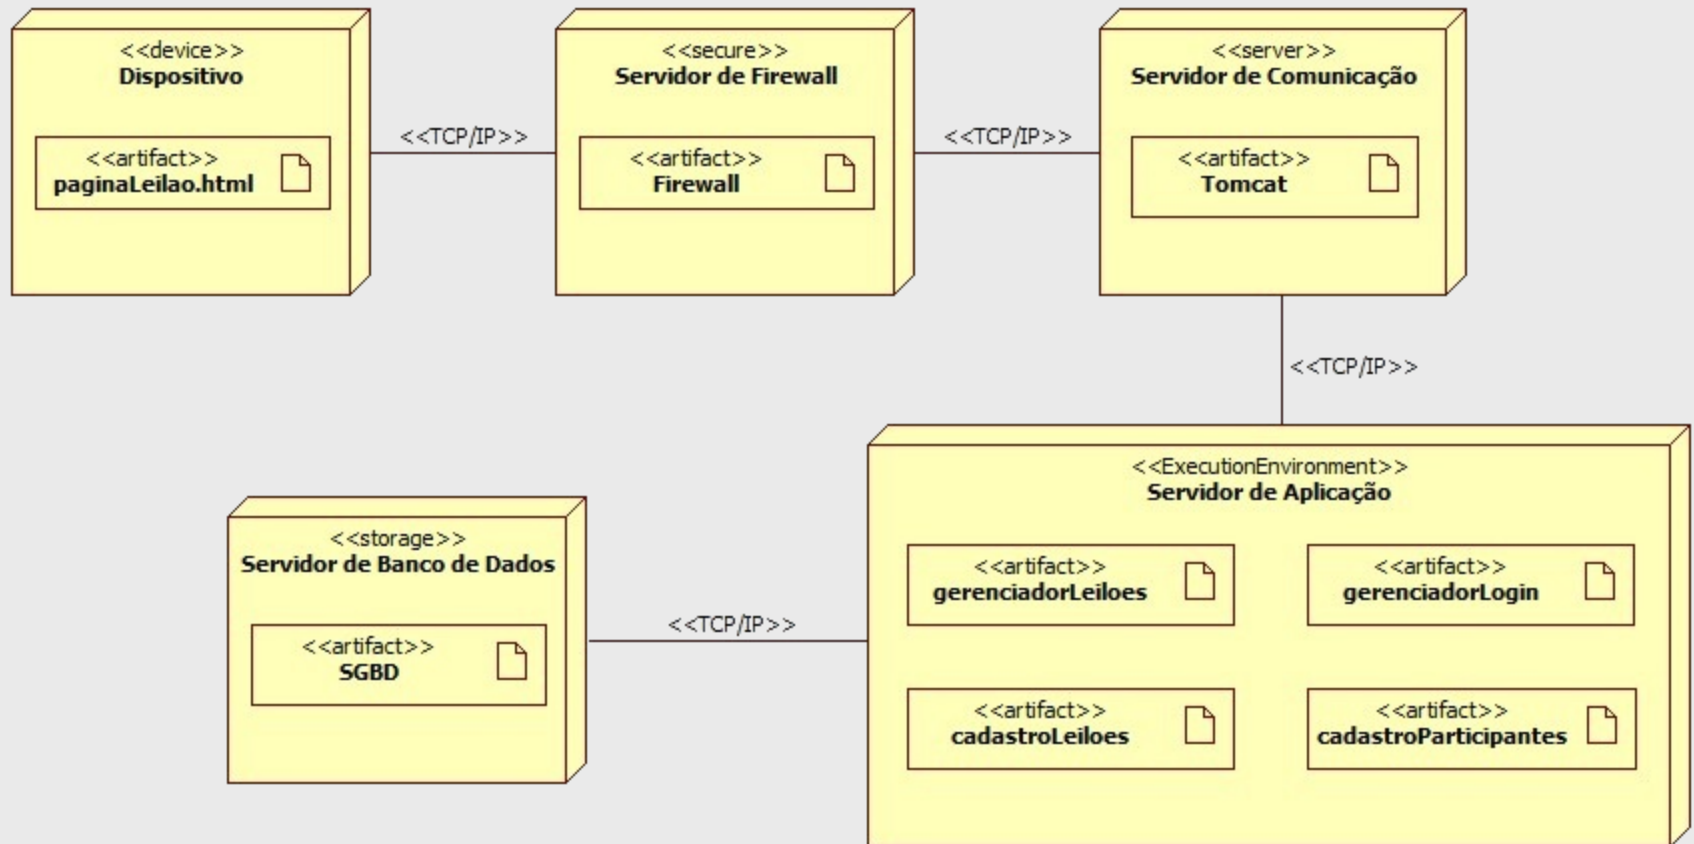 <<device>>
Dispositivo
<<artifact>>
paginaLeilao.html
<<TCP/IP>>
<<secure>>
Servidor de Firewall
<<artifact>>
Firewall
<<TCP/IP>>
<<server>>
Servidor de Comunicação
<<artifact>>
Tomcat
<<TCP/IP>>
<<ExecutionEnvironment>>
Servidor de Aplicação
<<artifact>>
gerenciadorLeiloes
<<artifact>>
gerenciadorLogin
<<artifact>>
cadastroLeiloes
<<artifact>>
cadastroParticipantes
<<TCP/IP>>
<<storage>>
Servidor de Banco de Dados
<<artifact>>
SGBD